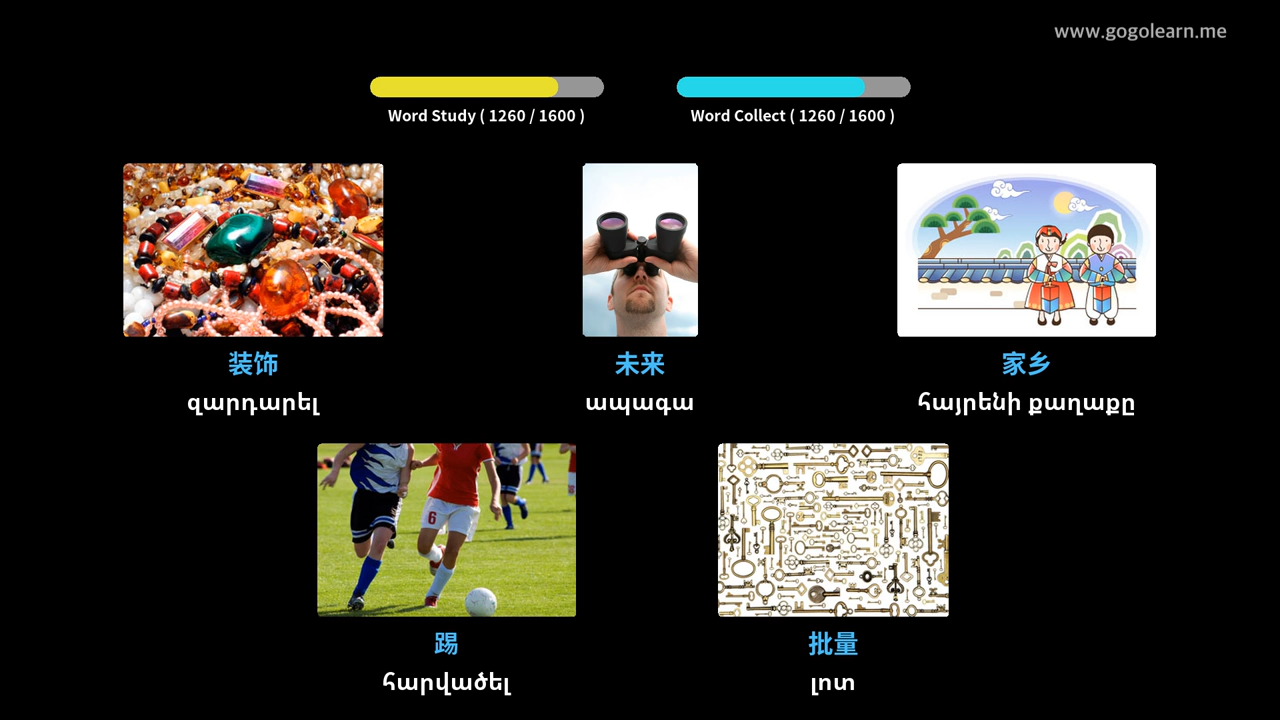 www.gogolearn.me
Word Study ( 1260 / 1600 )
Word Collect ( 1260 / 1600 )
装饰
զարդարել
未来
ապագա
家乡
հայրենի քաղաքը
踢
հարվածել
批量
լոտ